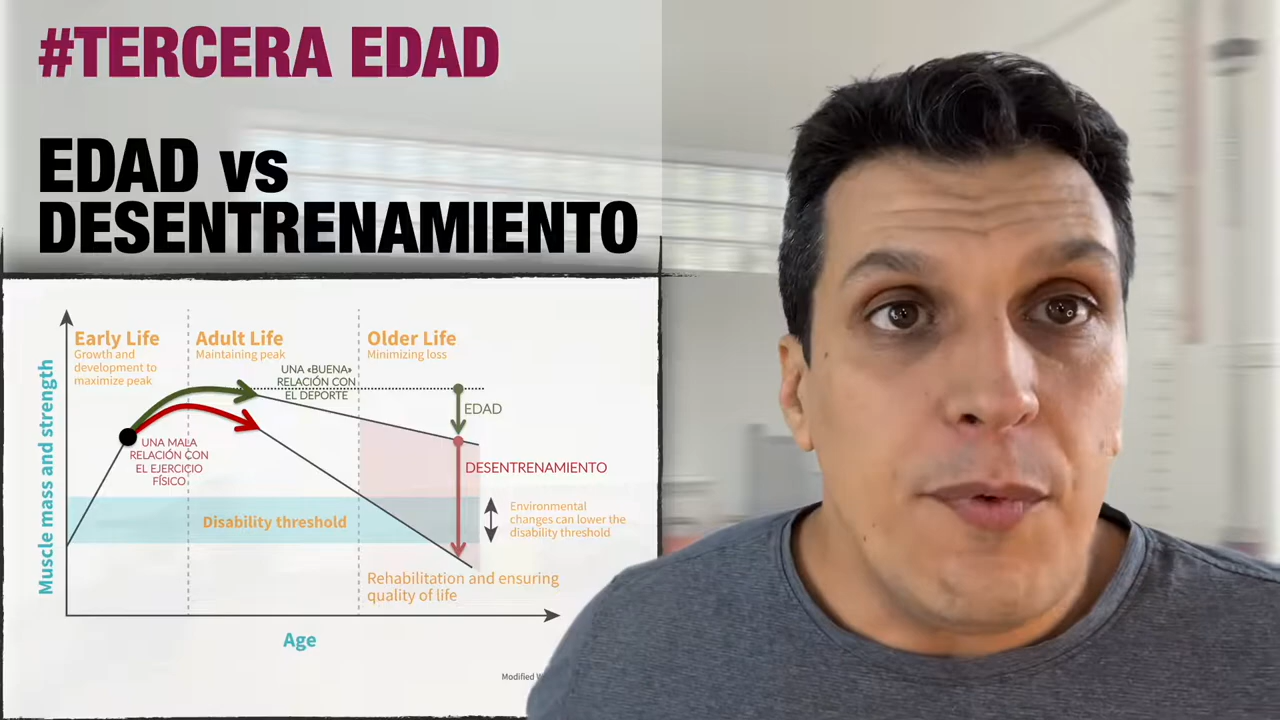 #TERCERA EDAD
EDAD vs
DESENTRENAMIENTO
Early Life
Growth and
development to
maximize peak
Adult Life
Maintaining peak
Older Life
Minimizing loss
UNA «BUENA»
RELACIÓN CON
EL DEPORTE
EDAD
UNA MALA
RELACIÓN CON
EL EJERCICIO
FÍSICO
DESENTRENAMIENTO
Disability threshold
Environmental
changes can lower the
disability threshold
Rehabilitation and ensuring
quality of life
Muscle mass and strength
Age
Modified